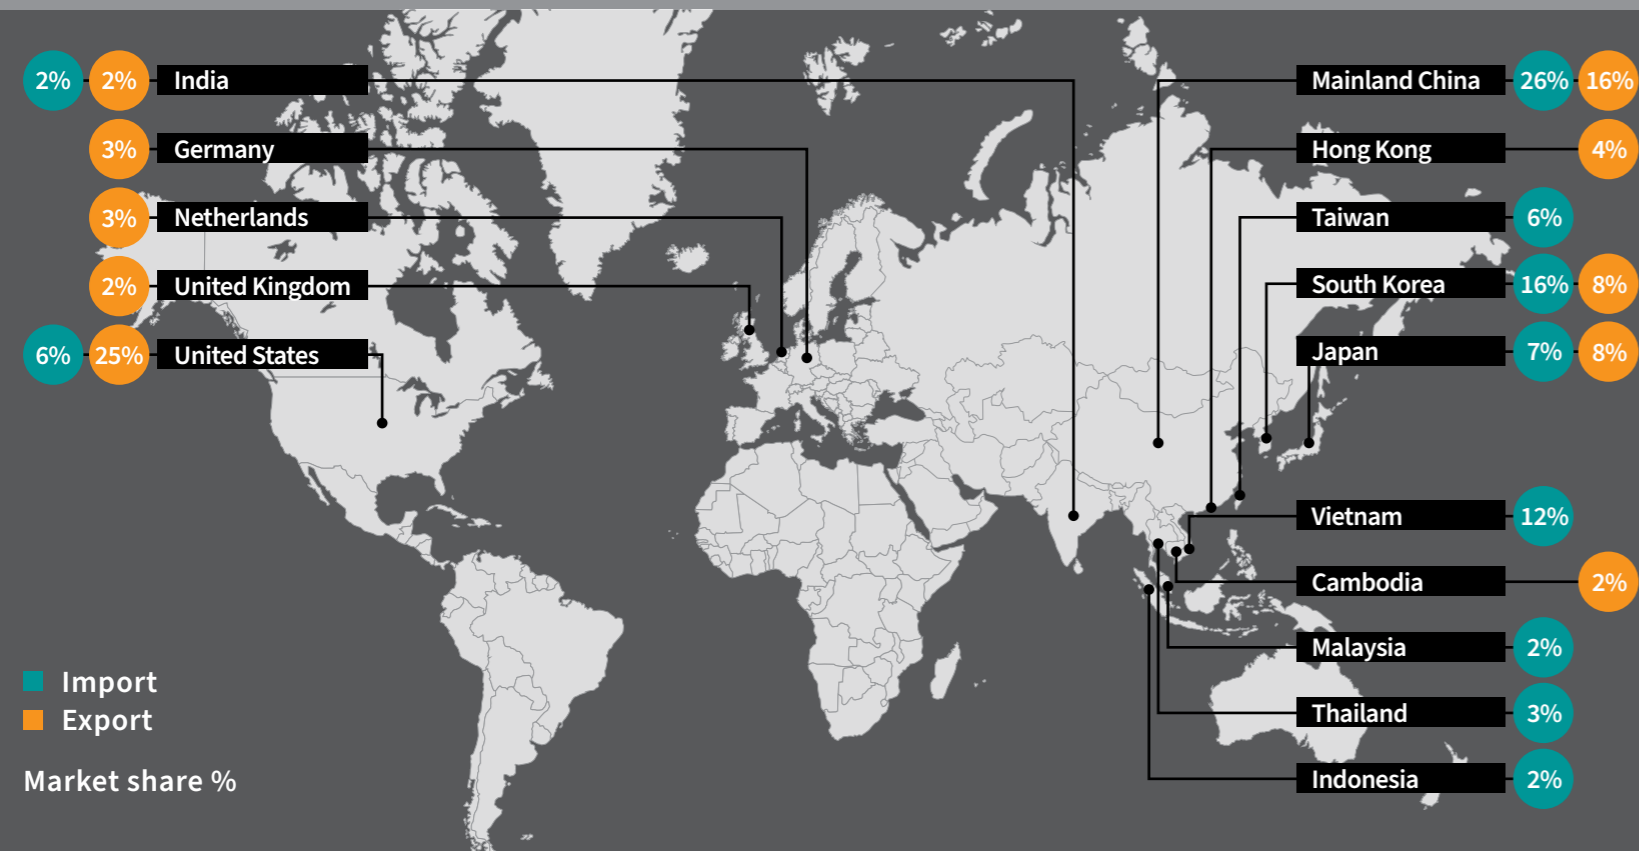 2% 2% India
3% Germany
3% Netherlands
2% United Kingdom
6% 25% United States
Import
Export
Market share %
Mainland China 26% 16%
Hong Kong 4%
Taiwan 6%
South Korea 16% 8%
Japan 7% 8%
Vietnam 12%
Cambodia 2%
Malaysia 2%
Thailand 3%
Indonesia 2%